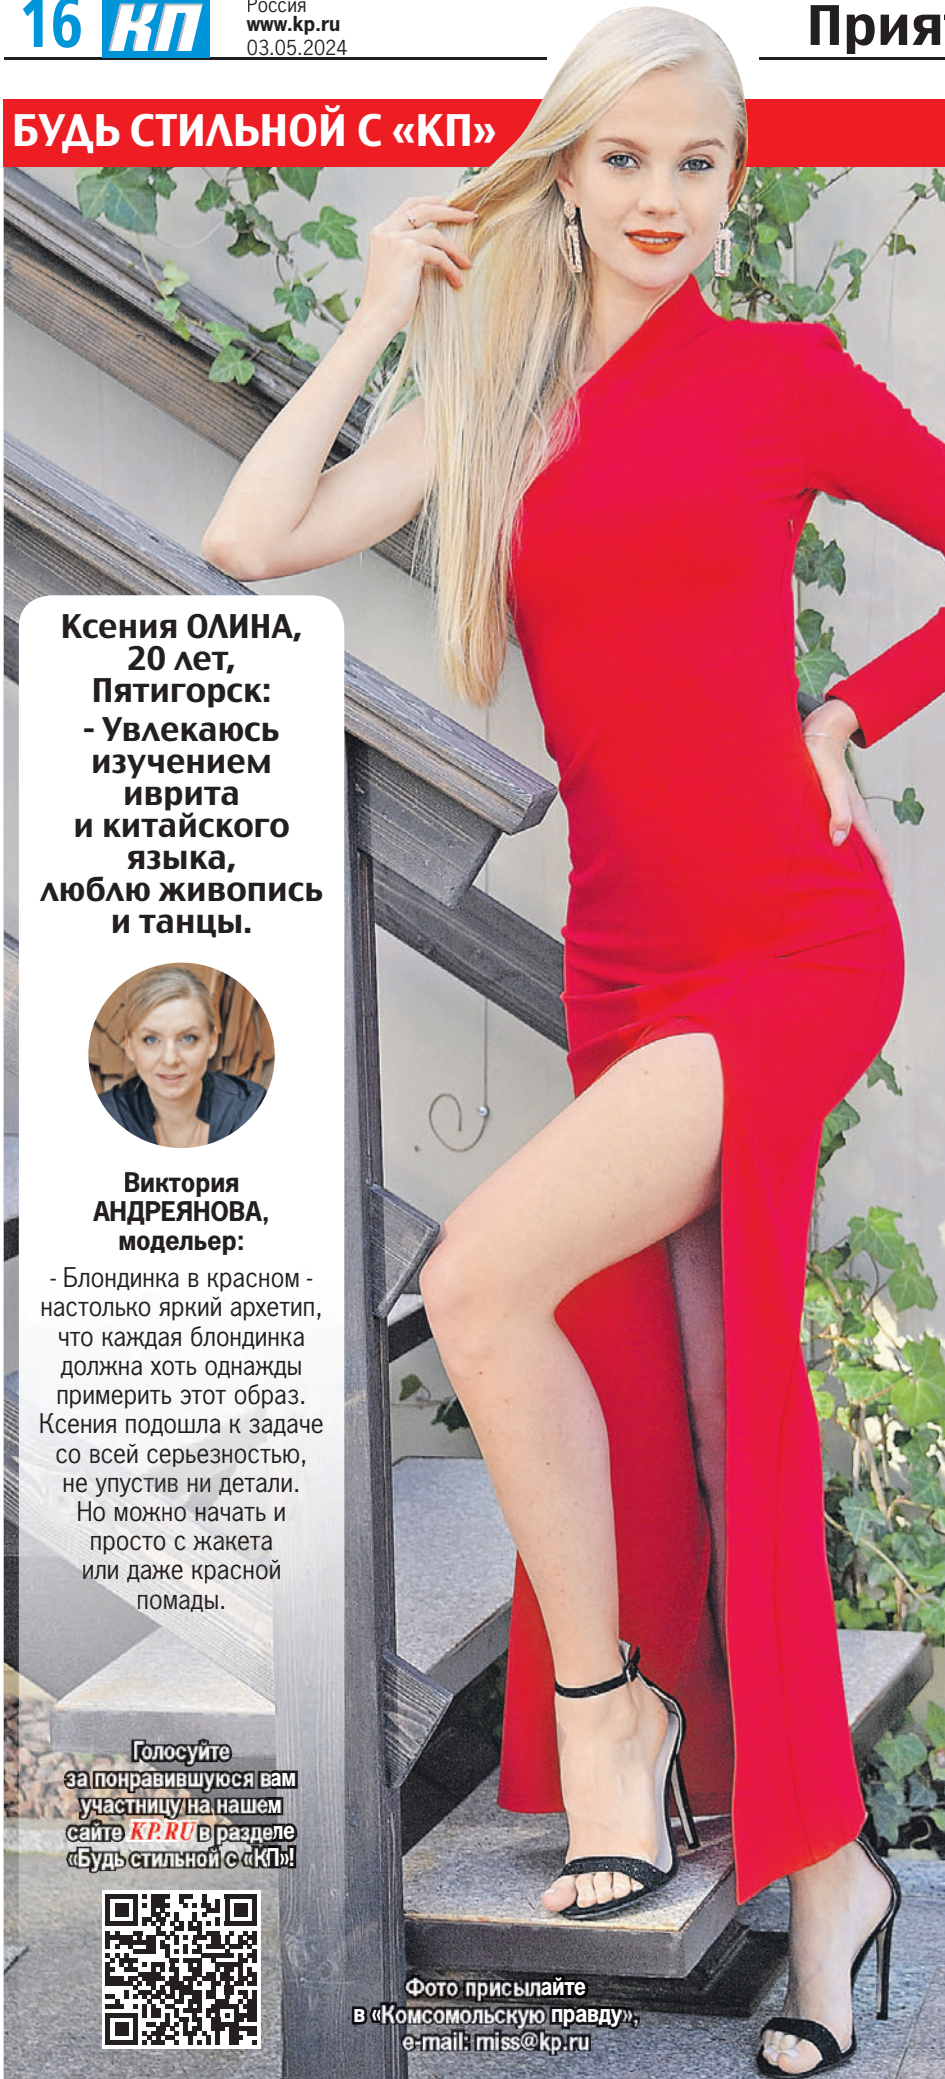 16 КП
Россия
www.kp.ru
03.05.2024
БУДЬ СТИЛЬНОЙ С «КП»
Ксения ОЛИНА,
20 лет,
Пятигорск:
- Увлекаюсь
изучением
иврита
и китайского
языка,
люблю живопись
и танцы.
Виктория
АНДРЕЯНОВА,
модельер:
- Блондинка в красном -
настолько яркий архетип,
что каждая блондинка
должна хоть однажды
примерить этот образ.
Ксения подошла к задаче
со всей серьезностью,
не упустив ни детали.
Но можно начать и
просто с жакета
или даже красной
помады.
Голосуйте
за понравившуюся вам
участницу на нашем
сайте KP.RU в разделе
«Будь стильной с «КП»!
Фото присылайте
в «Комсомольскую правду»,
e-mail: miss@kp.ru